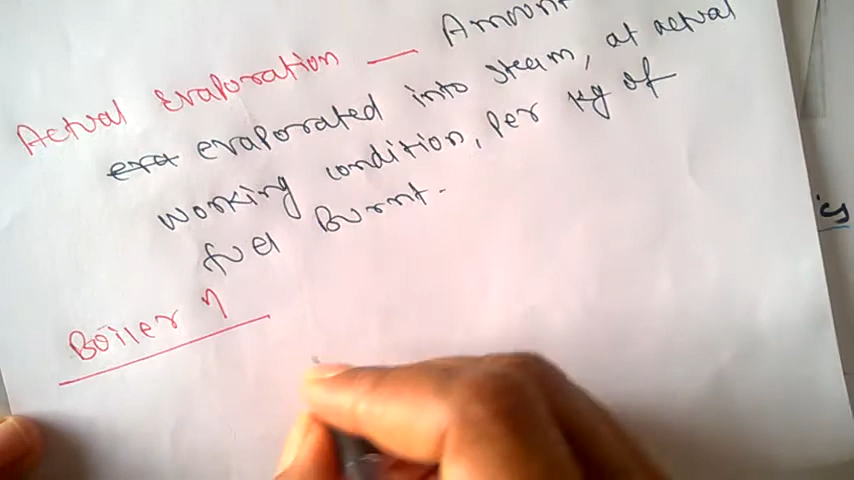 Actual Evaporation — Amount
evaporated into steam, at actual
working condition, per kg of
fuel Burnt.
Boiler η